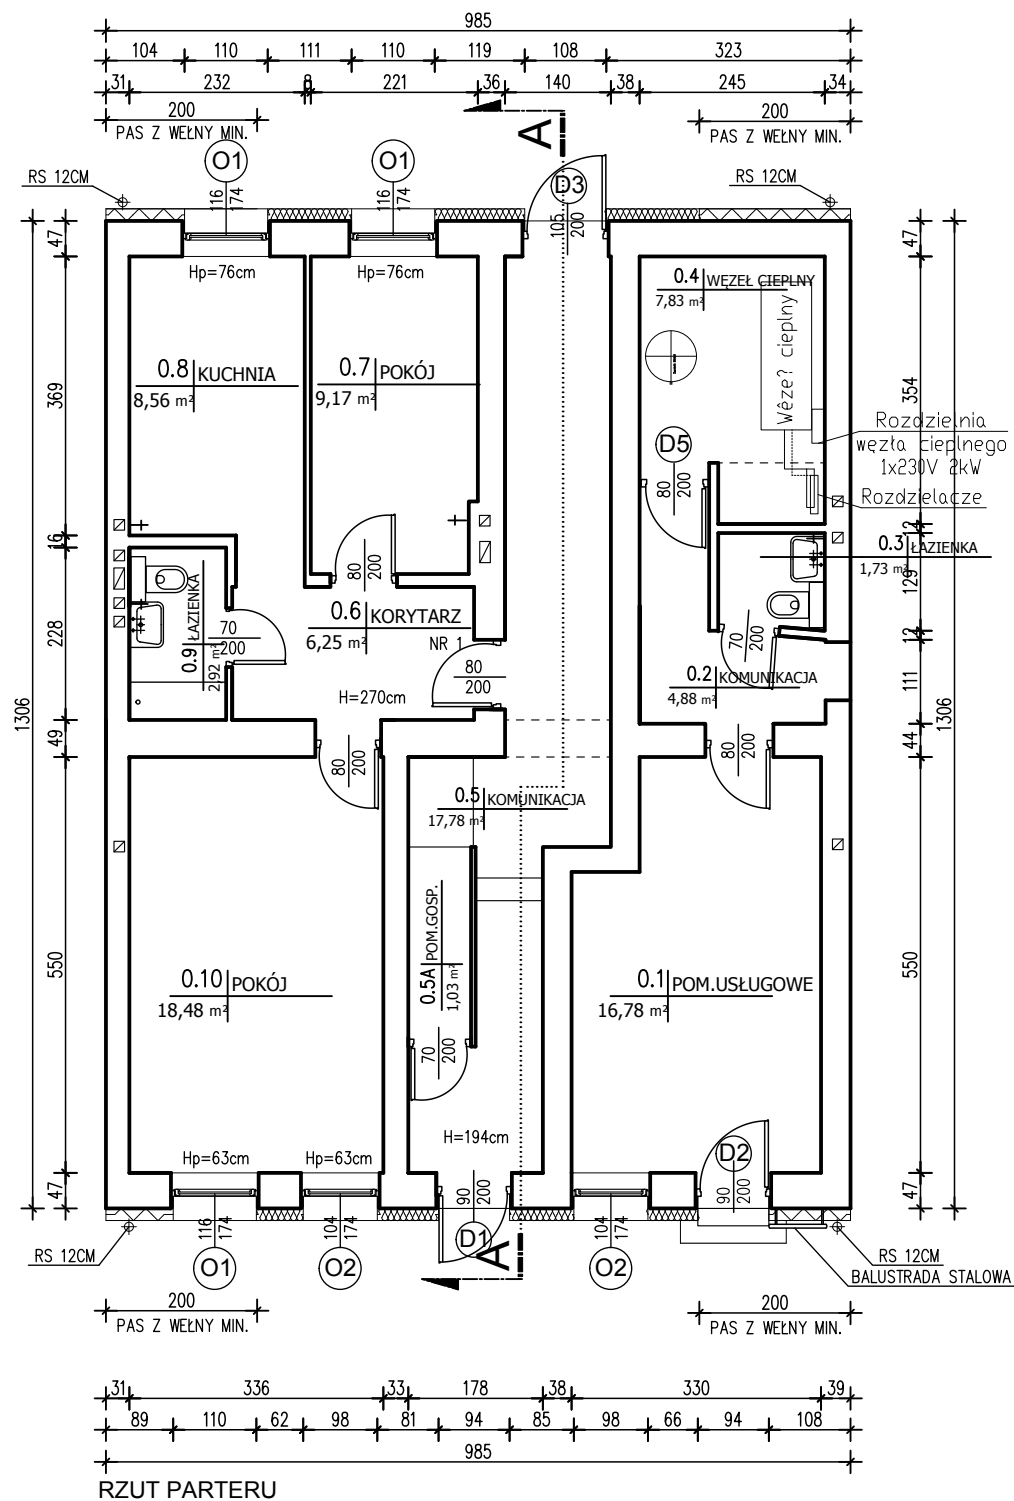 985
104 110 111 110 119 108 323
31 232 8 221 36 140 38 245 34
200
PAS Z WEŁNY MIN.
200
PAS Z WEŁNY MIN.
A
O1
O1
D3
RS 12CM
RS 12CM
116
174
116
174
105
200
47
47
Hp=76cm
Hp=76cm
0.4 WĘZEŁ CIEPLNY
7,83 m²
Wêze? cieplny
0.8 KUCHNIA
8,56 m²
0.7 POKÓJ
9,17 m²
369
354
Rozdzielnia
węzła cieplnego
1x230V 2kW
Rozdzielacze
D5
80
200
16
12
0.3 ŁAZIENKA
1,73 m²
129
80
200
0.6 KORYTARZ
6,25 m²
NR 1
0.9 ŁAZIENKA
2,92 m²
70
200
228
70
200
12
80
200
0.2 KOMUNIKACJA
4,88 m²
111
H=270cm
1306
1306
49
44
80
200
80
200
0.5 KOMUNIKACJA
17,78 m²
0.5A POM.GOSP.
1,03 m²
550
550
0.10 POKÓJ
18,48 m²
0.1 POM.USŁUGOWE
16,78 m²
70
200
H=194cm
Hp=63cm
Hp=63cm
D2
47
47
90
200
90
200
116
174
104
174
104
174
D1
A
O1
O2
O2
RS 12CM
RS 12CM
BALUSTRADA STALOWA
200
PAS Z WEŁNY MIN.
200
PAS Z WEŁNY MIN.
31 336 33 178 38 330 39
89 110 62 98 81 94 85 98 66 94 108
985
RZUT PARTERU